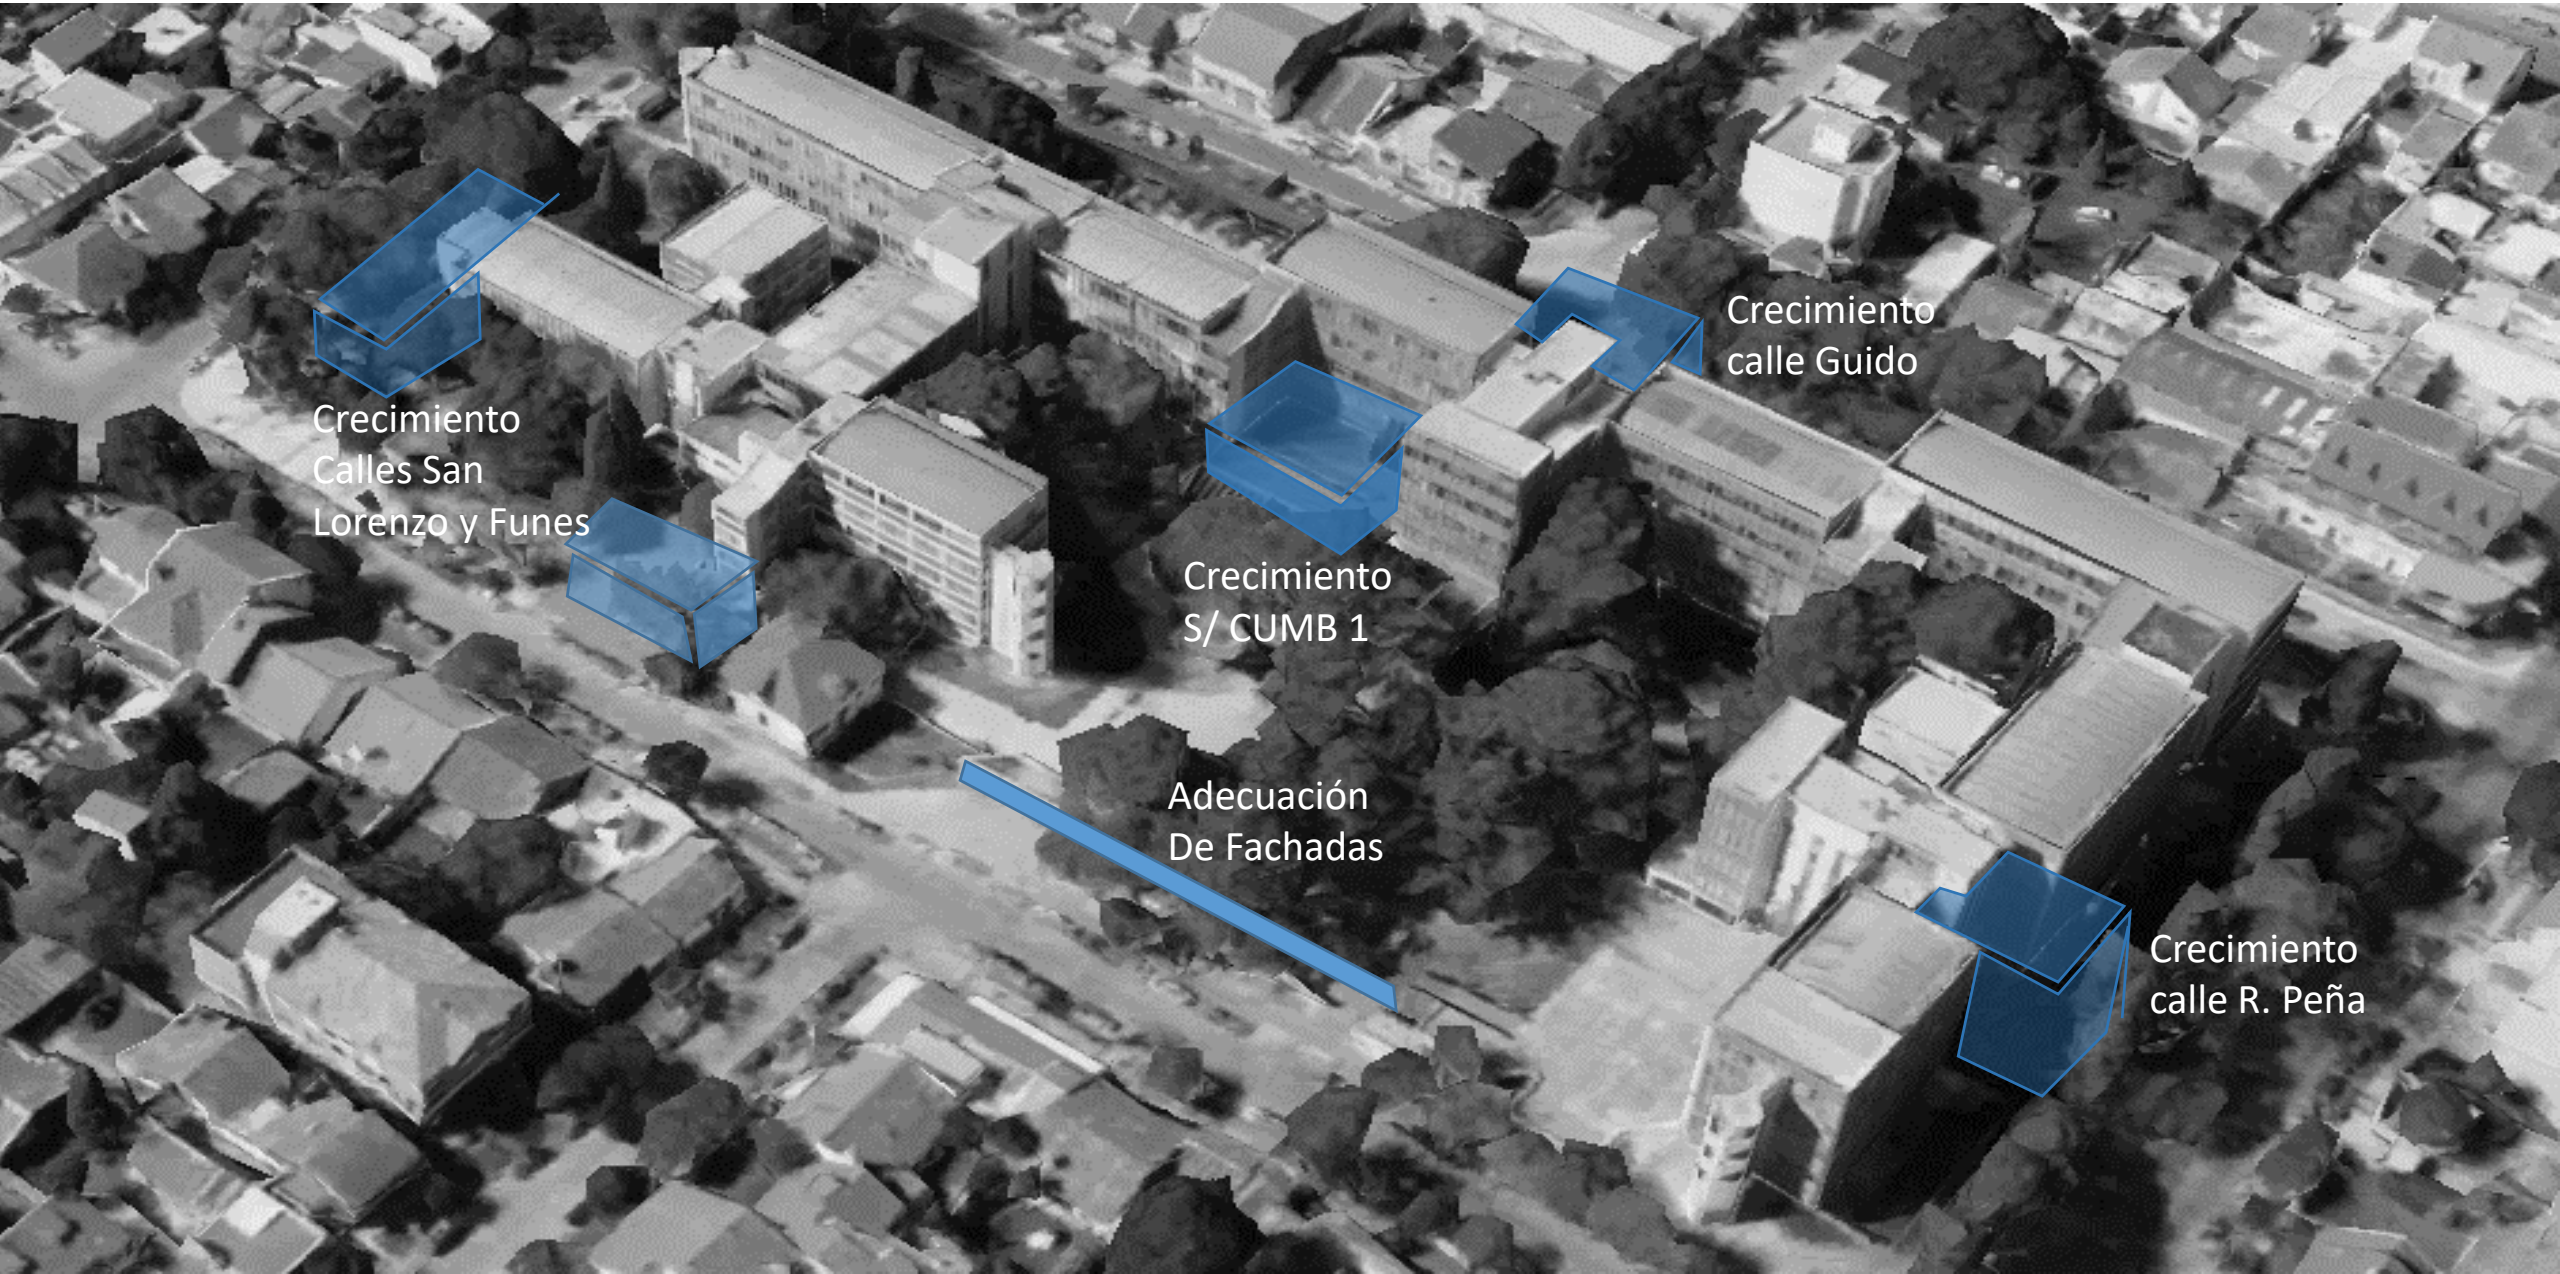 Crecimiento
calle Guido
Crecimiento
Calles San
Lorenzo y Funes
Crecimiento
S/ CUMB 1
Adecuación
De Fachadas
Crecimiento
calle R. Peña